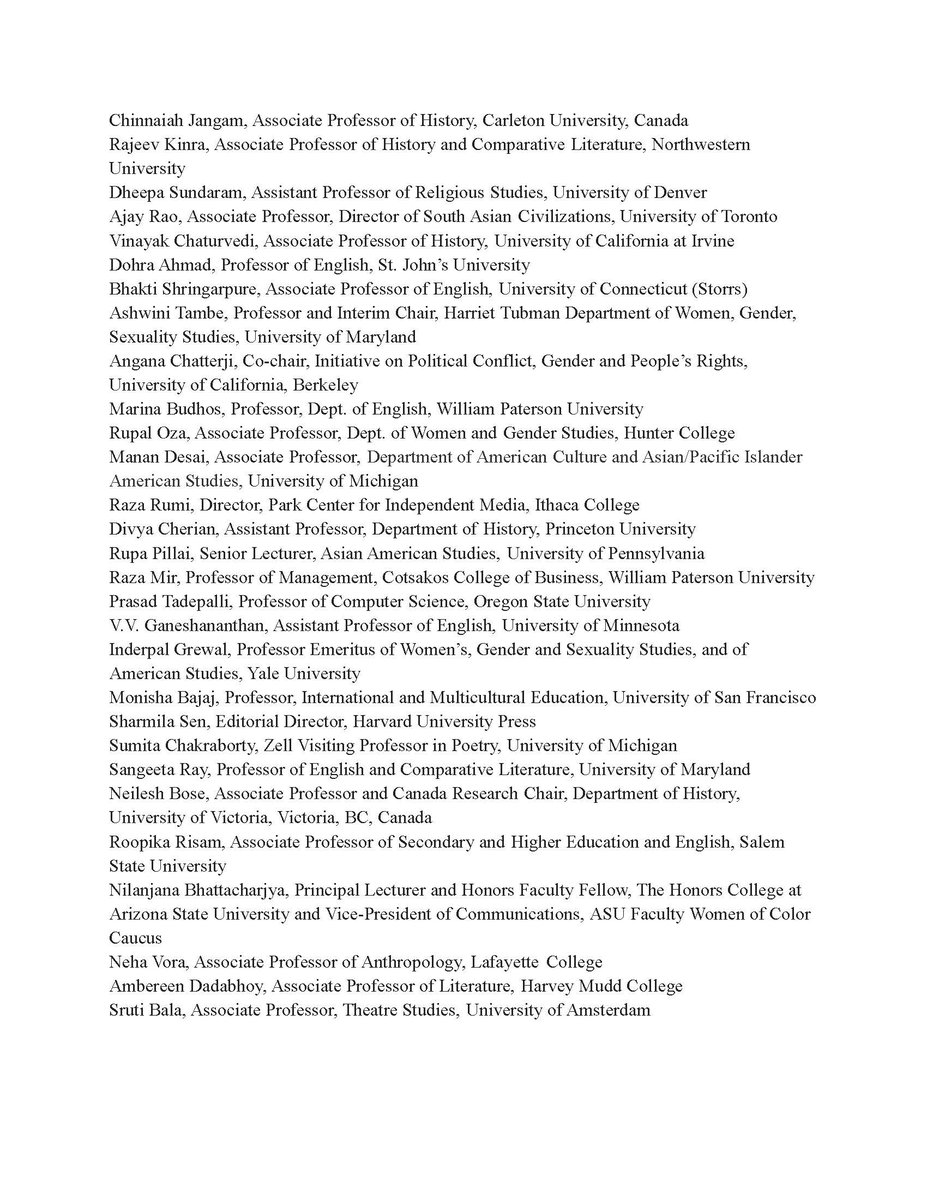 Chinnaiah Jangam, Associate Professor of History, Carleton University, Canada
Rajeev Kinra, Associate Professor of History and Comparative Literature, Northwestern
University
Dheepa Sundaram, Assistant Professor of Religious Studies, University of Denver
Ajay Rao, Associate Professor, Director of South Asian Civilizations, University of Toronto
Vinayak Chaturvedi, Associate Professor of History, University of California at Irvine
Dohra Ahmad, Professor of English, St. John’s University
Bhakti Shringarpure, Associate Professor of English, University of Connecticut (Storrs)
Ashwini Tambe, Professor and Interim Chair, Harriet Tubman Department of Women, Gender,
Sexuality Studies, University of Maryland
Angana Chatterji, Co-chair, Initiative on Political Conflict, Gender and People’s Rights,
University of California, Berkeley
Marina Budhos, Professor, Dept. of English, William Paterson University
Rupal Oza, Associate Professor, Dept. of Women and Gender Studies, Hunter College
Manan Desai, Associate Professor, Department of American Culture and Asian/Pacific Islander
American Studies, University of Michigan
Raza Rumi, Director, Park Center for Independent Media, Ithaca College
Divya Cherian, Assistant Professor, Department of History, Princeton University
Rupa Pillai, Senior Lecturer, Asian American Studies, University of Pennsylvania
Raza Mir, Professor of Management, Cotsakos College of Business, William Paterson University
Prasad Tadepalli, Professor of Computer Science, Oregon State University
V.V. Ganeshananthan, Assistant Professor of English, University of Minnesota
Inderpal Grewal, Professor Emeritus of Women’s, Gender and Sexuality Studies, and of
American Studies, Yale University
Monisha Bajaj, Professor, International and Multicultural Education, University of San Francisco
Sharmila Sen, Editorial Director, Harvard University Press
Sumita Chakraborty, Zell Visiting Professor in Poetry, University of Michigan
Sangeeta Ray, Professor of English and Comparative Literature, University of Maryland
Neilesh Bose, Associate Professor and Canada Research Chair, Department of History,
University of Victoria, Victoria, BC, Canada
Roopika Risam, Associate Professor of Secondary and Higher Education and English, Salem
State University
Nilanjana Bhattacharjya, Principal Lecturer and Honors Faculty Fellow, The Honors College at
Arizona State University and Vice-President of Communications, ASU Faculty Women of Color
Caucus
Neha Vora, Associate Professor of Anthropology, Lafayette College
Ambereen Dadabhoy, Associate Professor of Literature, Harvey Mudd College
Sruti Bala, Associate Professor, Theatre Studies, University of Amsterdam